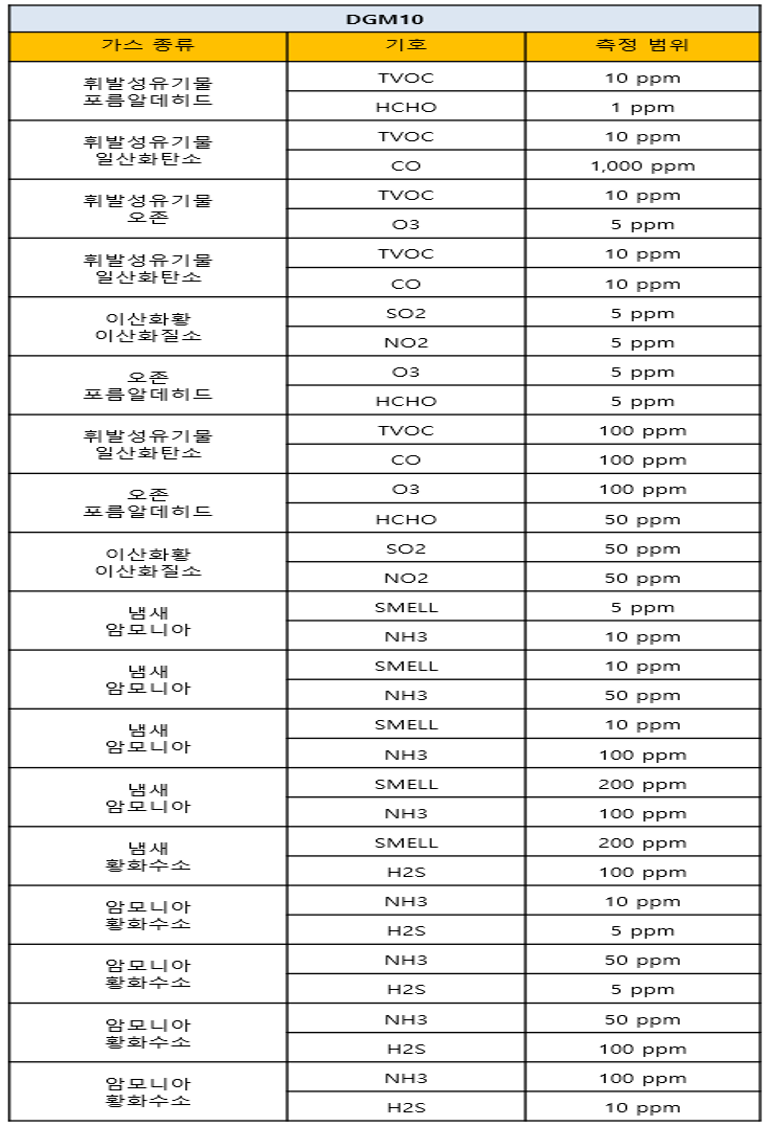 DGM10
가스 종류 기호 측정 범위
휘발성유기물
포름알데히드
TVOC 10 ppm
HCHO 1 ppm
휘발성유기물
일산화탄소
TVOC 10 ppm
CO 1,000 ppm
휘발성유기물
오존
TVOC 10 ppm
O3 5 ppm
휘발성유기물
일산화탄소
TVOC 10 ppm
CO 10 ppm
이산화황
이산화질소
SO2 5 ppm
NO2 5 ppm
오존
포름알데히드
O3 5 ppm
HCHO 5 ppm
휘발성유기물
일산화탄소
TVOC 100 ppm
CO 100 ppm
오존
포름알데히드
O3 100 ppm
HCHO 50 ppm
이산화황
이산화질소
SO2 50 ppm
NO2 50 ppm
냄새
암모니아
SMELL 5 ppm
NH3 10 ppm
냄새
암모니아
SMELL 10 ppm
NH3 50 ppm
냄새
암모니아
SMELL 10 ppm
NH3 100 ppm
냄새
암모니아
SMELL 200 ppm
NH3 100 ppm
냄새
황화수소
SMELL 200 ppm
H2S 100 ppm
암모니아
황화수소
NH3 10 ppm
H2S 5 ppm
암모니아
황화수소
NH3 50 ppm
H2S 5 ppm
암모니아
황화수소
NH3 50 ppm
H2S 100 ppm
암모니아
황화수소
NH3 100 ppm
H2S 10 ppm